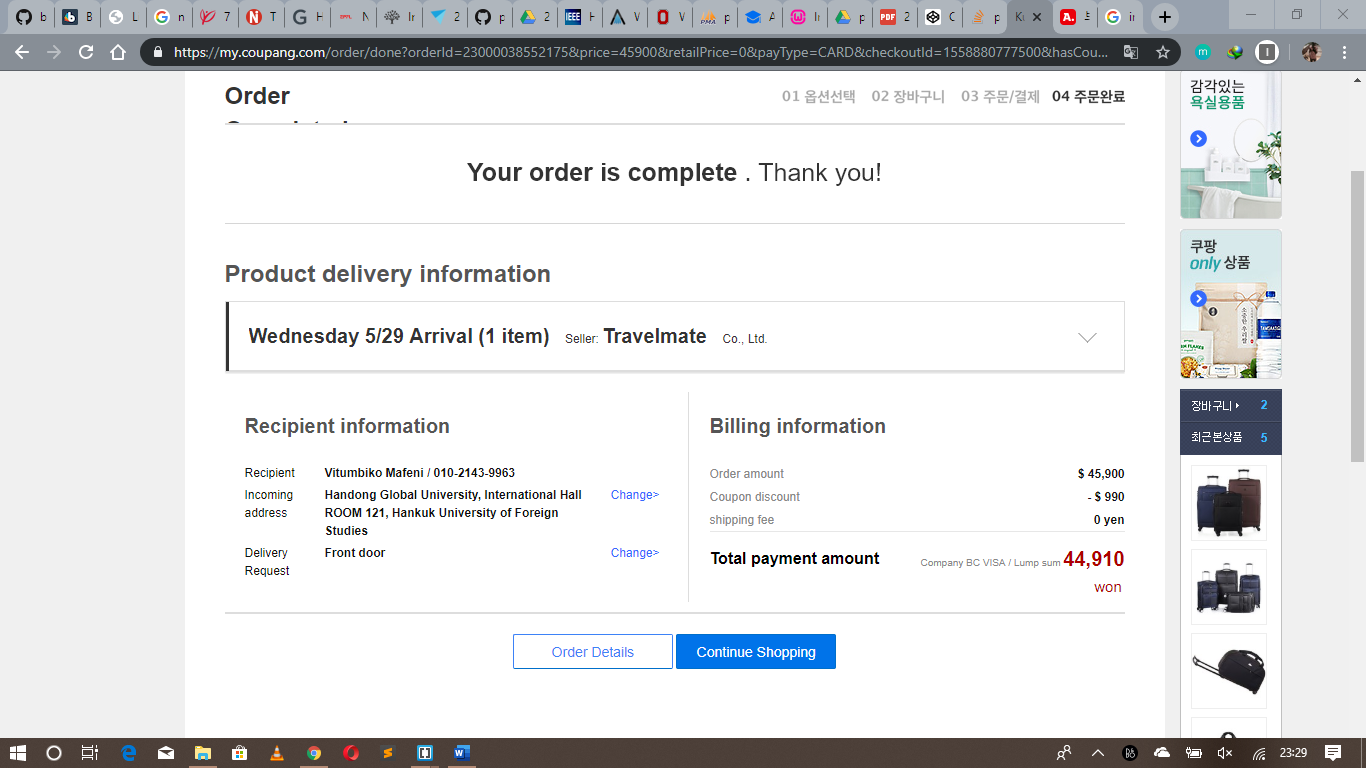 b
B
L
n
7
T
H
N
Ir
2
p
2
IEEE H
V
V
PMA p
A
Ir
p
PDF 2
C
p
Kı
A.
ii
https://my.coupang.com/order/done?orderId=23000038552175&price=45900&retailPrice=0&payType=CARD&checkoutId=1558880777500&hasCou...
m
I
Order
01 옵션선택 02 장바구니 03 주문/결제 04 주문완료
Your order is complete . Thank you!
Product delivery information
Wednesday 5/29 Arrival (1 item) Seller: Travelmate Co., Ltd.
Recipient information
Recipient Vitumbiko Mafeni / 010-2143-9963
Incoming address Handong Global University, International Hall Change>
ROOM 121, Hankuk University of Foreign
Studies
Delivery Request Front door Change>
Billing information
Order amount $ 45,900
Coupon discount - $ 990
shipping fee 0 yen
Total payment amount Company BC VISA / Lump sum 44,910
won
Order Details
Continue Shopping
감각있는
욕실용품
쿠팡
only 상품
장바구니 2
최근본상품 5
23:29